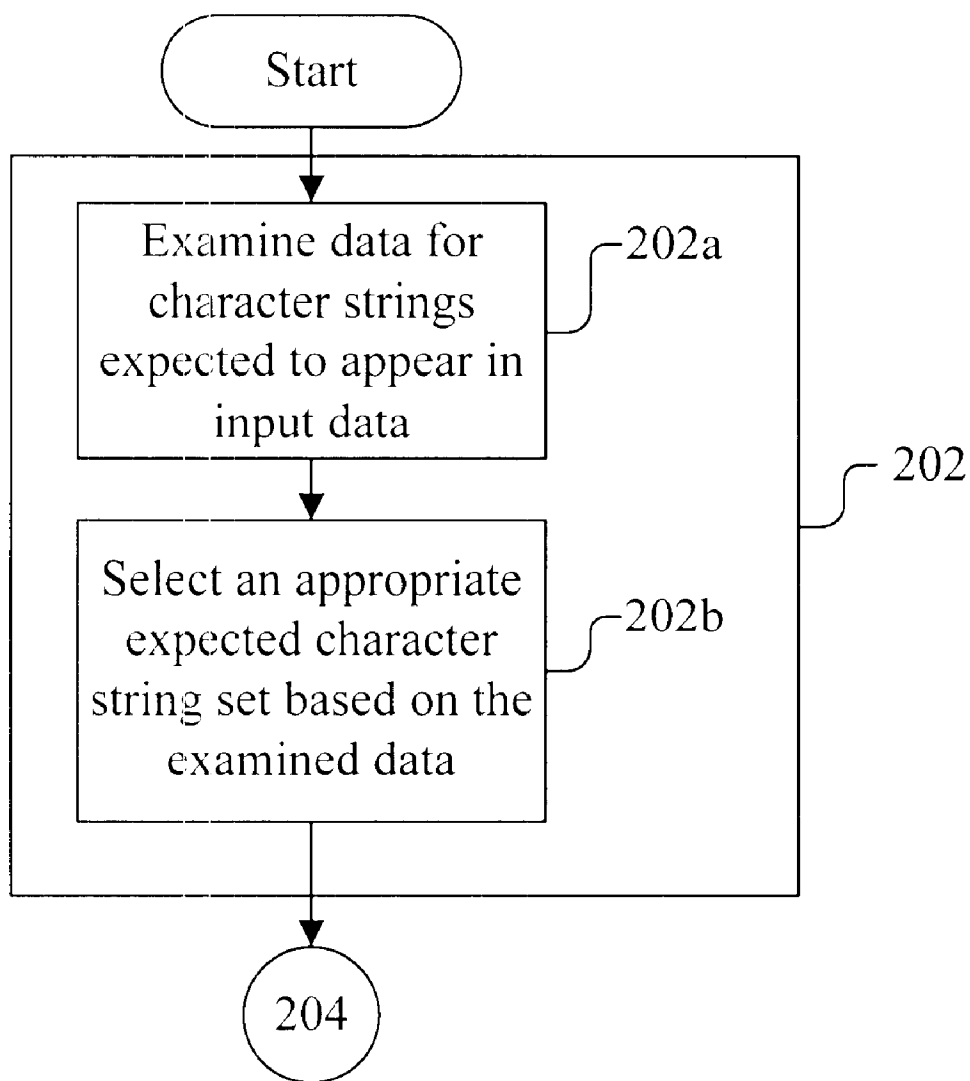 Start
Examine data for
character strings
expected to appear in
input data
202a
202
Select an appropriate
expected character
string set based on the
examined data
202b
204